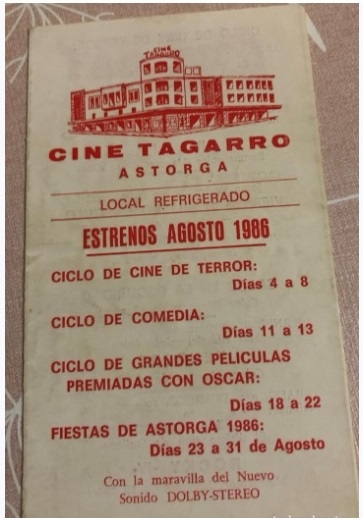 CINE
TAGARRO
CINE TAGARRO
ASTORGA
LOCAL REFRIGERADO
ESTRENOS AGOSTO 1986
CICLO DE CINE DE TERROR:
Días 4 a 8
CICLO DE COMEDIA:
Días 11 a 13
CICLO DE GRANDES PELICULAS
PREMIADAS CON OSCAR:
Días 18 a 22
FIESTAS DE ASTORGA 1986:
Días 23 a 31 de Agosto
Con la maravilla del Nuevo
Sonido DOLBY-STEREO